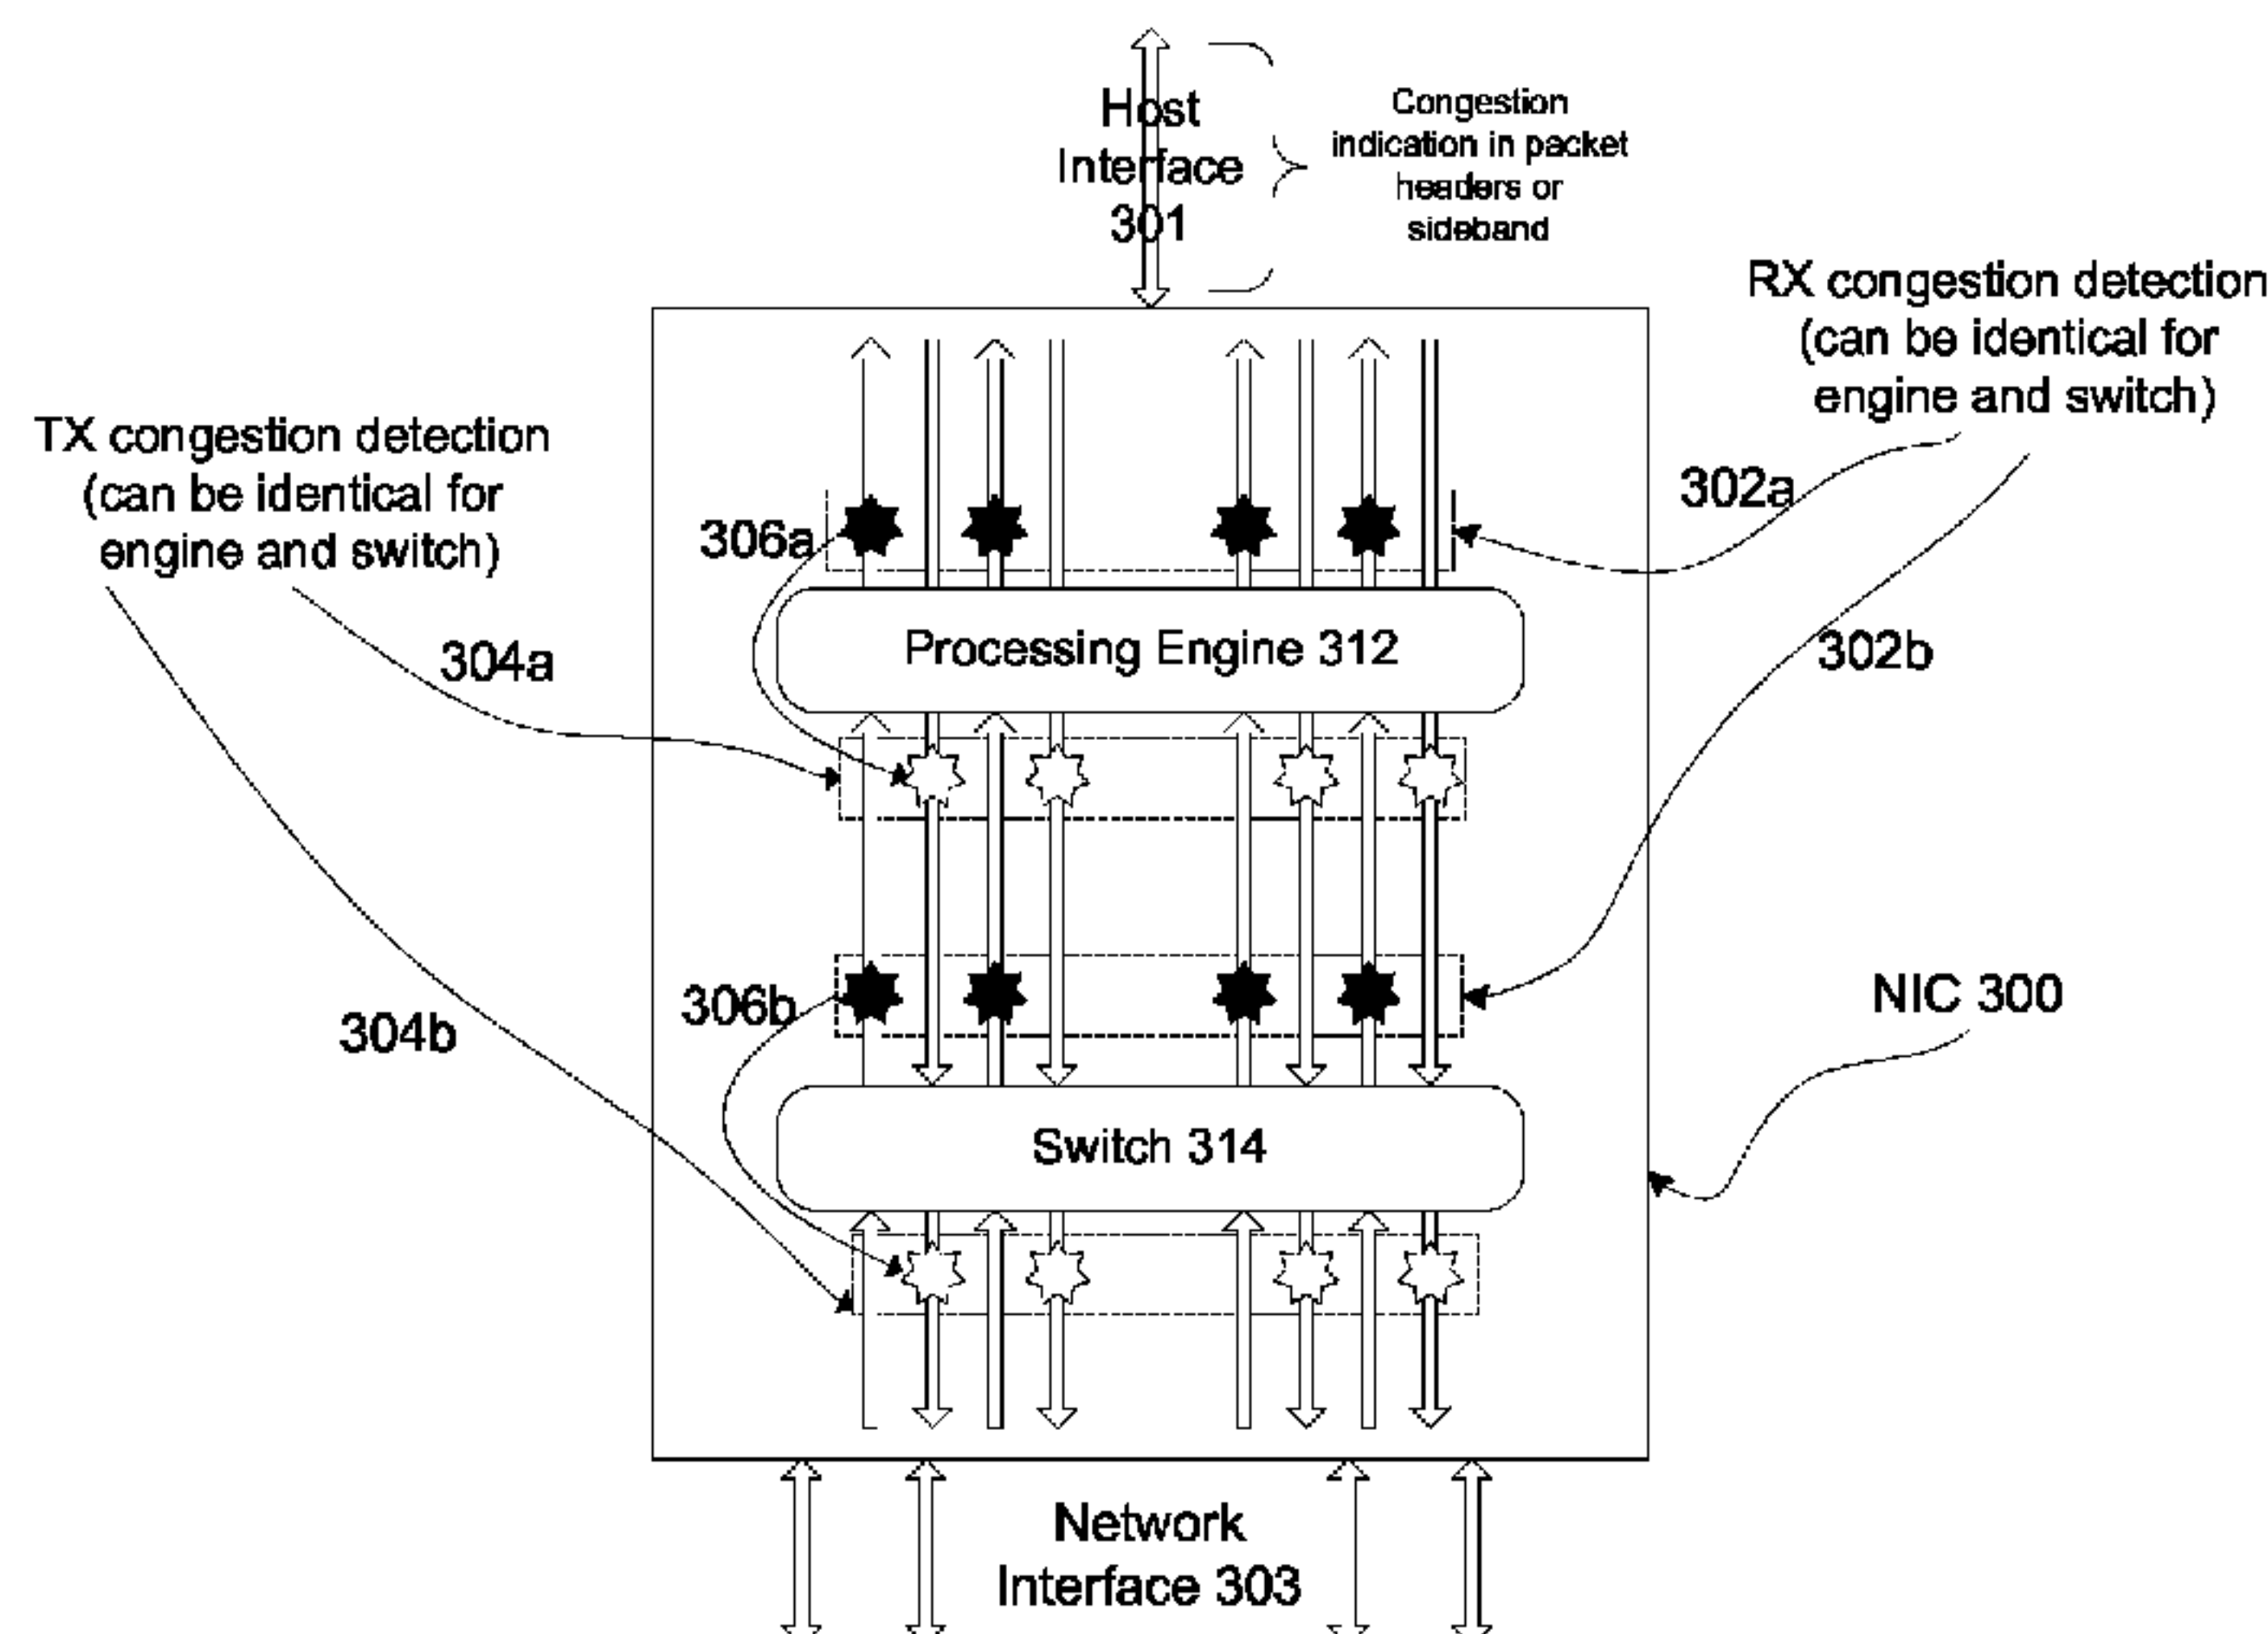 Host
Interface
301
Congestion
indication in packet
headers or
sideband
RX congestion detection
(can be identical for
engine and switch)
TX congestion detection
(can be identical for
engine and switch)
302a
306a
Processing Engine 312
304a
302b
306b
304b
NIC 300
Switch 314
Network
Interface 303